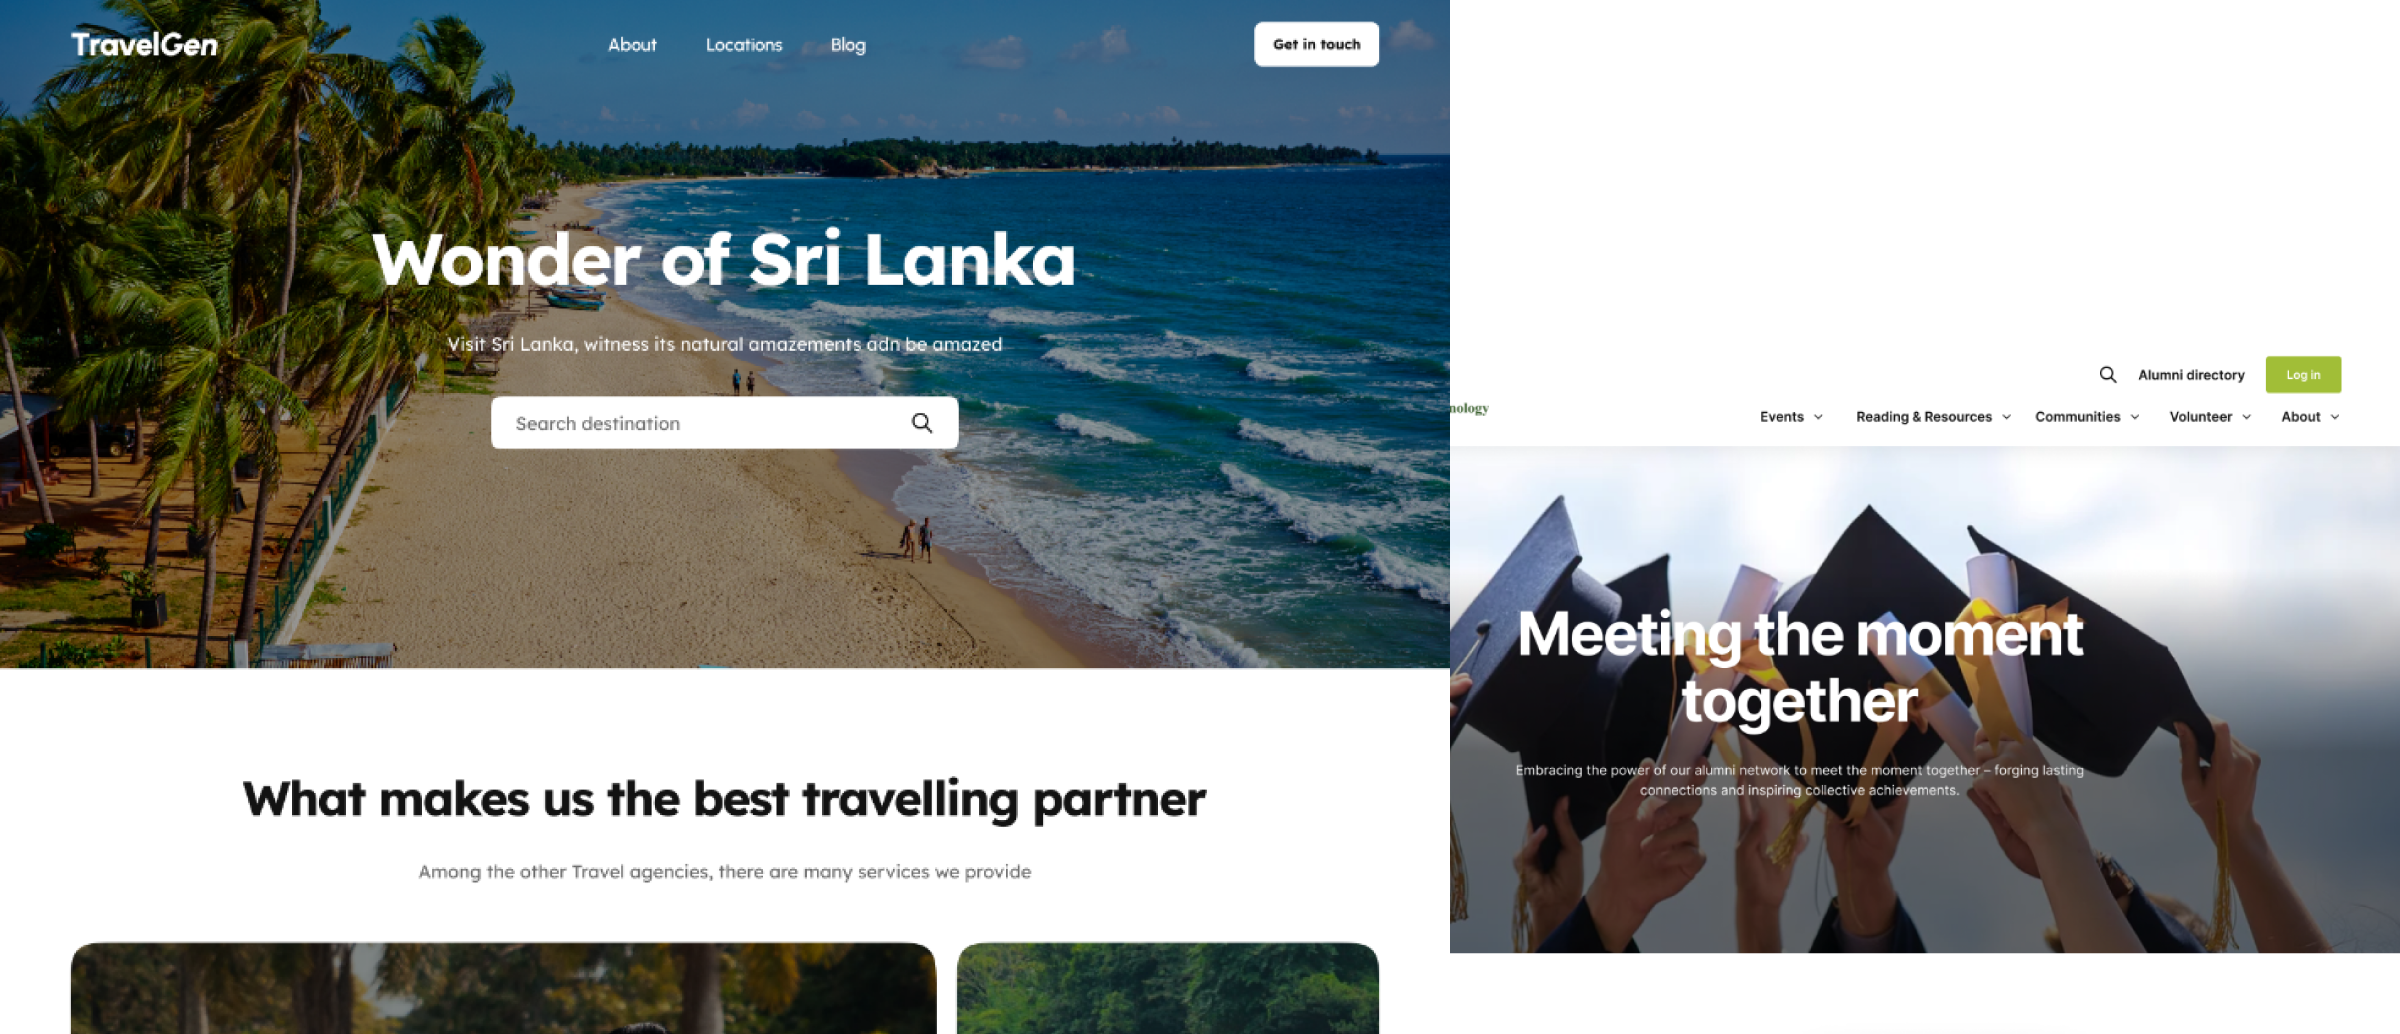 TravelGen
About
Locations
Blog
Get in touch
Wonder of Sri Lanka
Visit Sri Lanka, witness its natural amazements adn be amazed
Search destination
What makes us the best travelling partner
Among the other Travel agencies, there are many services we provide
Alumni directory
Log in
nology
Events
Reading & Resources
Communities
Volunteer
About
Meeting the moment
together
Embracing the power of our alumni network to meet the moment together – forging lasting
connections and inspiring collective achievements.